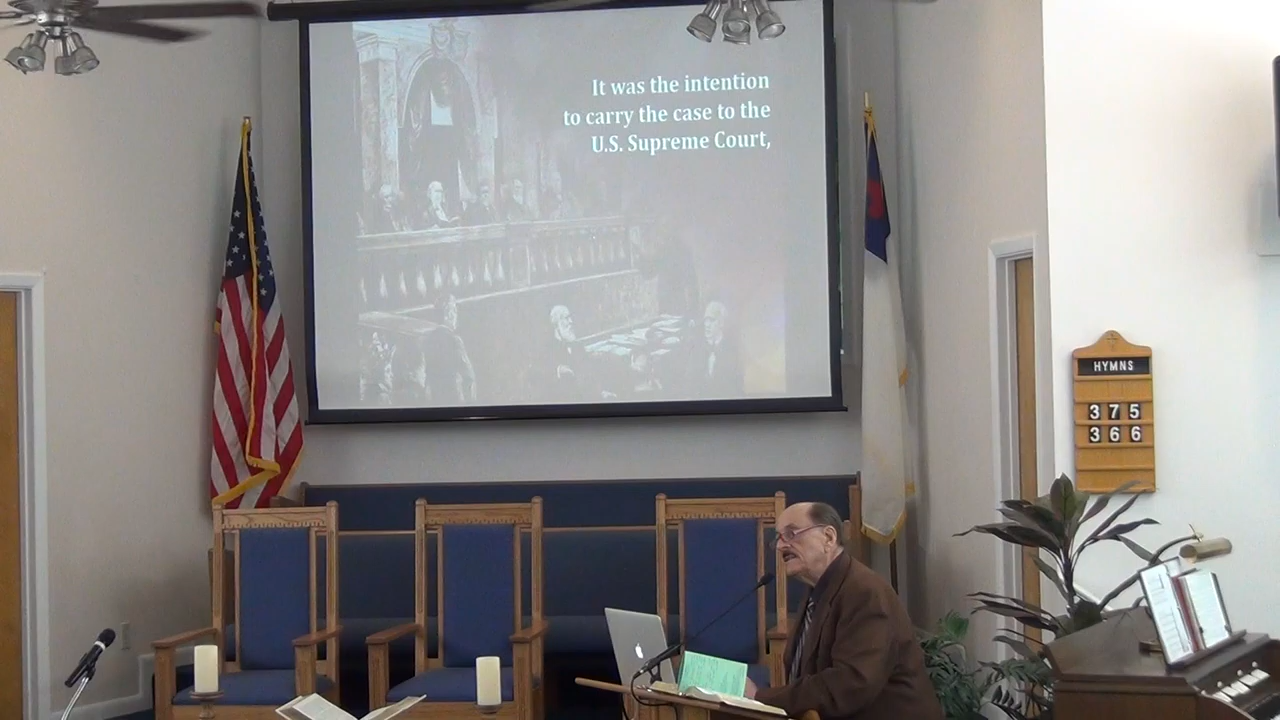 It was the intention
to carry the case to the
U.S. Supreme Court,
HYMNS
375
366